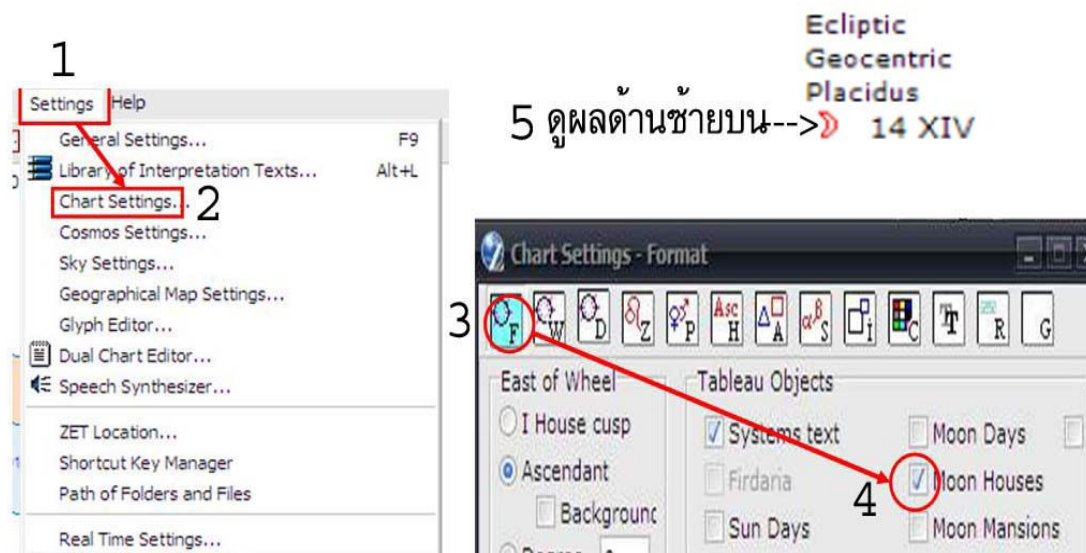 1
Settings Help
General Settings... F9
Library of Interpretation Texts... Alt+L
Chart Settings... 2
Cosmos Settings...
Sky Settings...
Geographical Map Settings...
Glyph Editor...
Dual Chart Editor...
Speech Synthesizer...
ZET Location...
Shortcut Key Manager
Path of Folders and Files
Real Time Settings...
Ecliptic
Geocentric
Placidus
5 ดูผลด้านซ้ายบน---> 14 XIV
Chart Settings - Format
3
F W D Z P Asc H A S i C T R G
East of Wheel
I House cusp
Ascendant
Tableau Objects
Systems text
Moon Days
Firdaria
4
Moon Houses
Sun Days
Moon Mansions